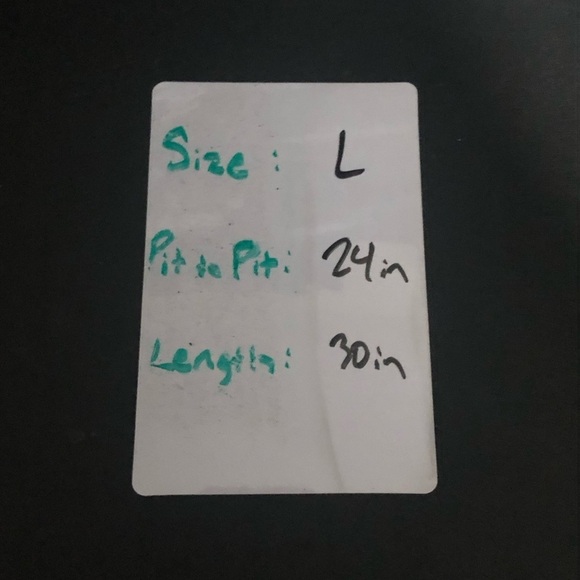 Size: L
Pit to Pit: 24in
Length: 30in